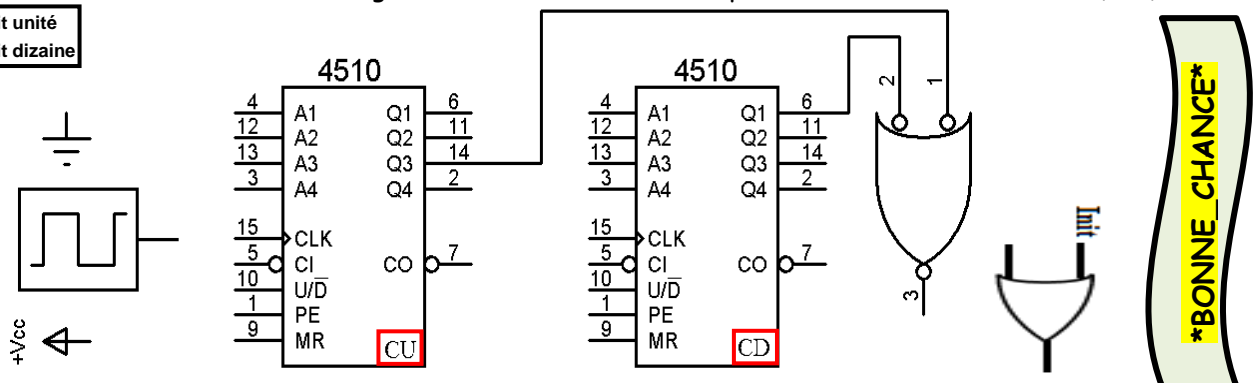 t unité
t dizaine
+Vcc
4510
4 A1 Q1 6
12 A2 Q2 11
13 A3 Q3 14
3 A4 Q4 2
15 CLK
5 CI CO 7
10 U/D̅
1 PE
9 MR
CU
4510
4 A1 Q1 6
12 A2 Q2 11
13 A3 Q3 14
3 A4 Q4 2
15 CLK
5 CI CO 7
10 U/D̅
1 PE
9 MR
CD
2 1
3
Init
*BONNE_CHANCE*